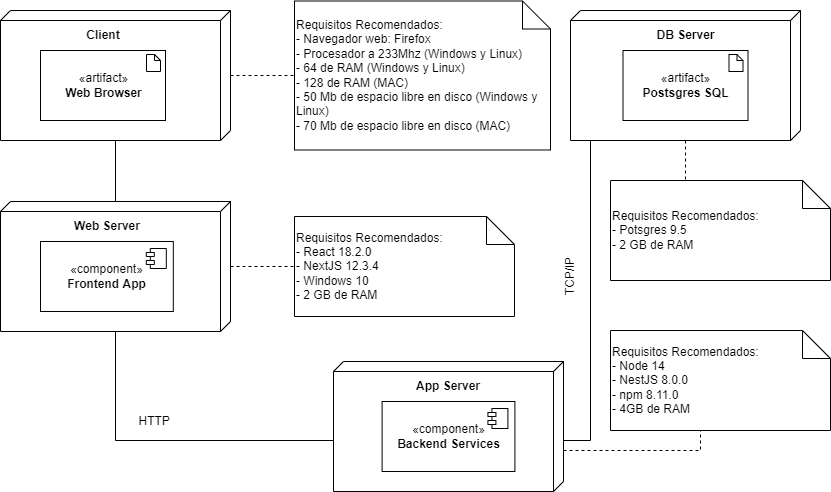 Client
«artifact»
Web Browser
Requisitos Recomendados:
- Navegador web: Firefox
- Procesador a 233Mhz (Windows y Linux)
- 64 de RAM (Windows y Linux)
- 128 de RAM (MAC)
- 50 Mb de espacio libre en disco (Windows y
Linux)
- 70 Mb de espacio libre en disco (MAC)
DB Server
«artifact»
Postsgres SQL
Requisitos Recomendados:
- Potsgres 9.5
- 2 GB de RAM
Web Server
«component»
Frontend App
Requisitos Recomendados:
- React 18.2.0
- NextJS 12.3.4
- Windows 10
- 2 GB de RAM
TCP/IP
Requisitos Recomendados:
- Node 14
- NestJS 8.0.0
- npm 8.11.0
- 4GB de RAM
HTTP
App Server
«component»
Backend Services